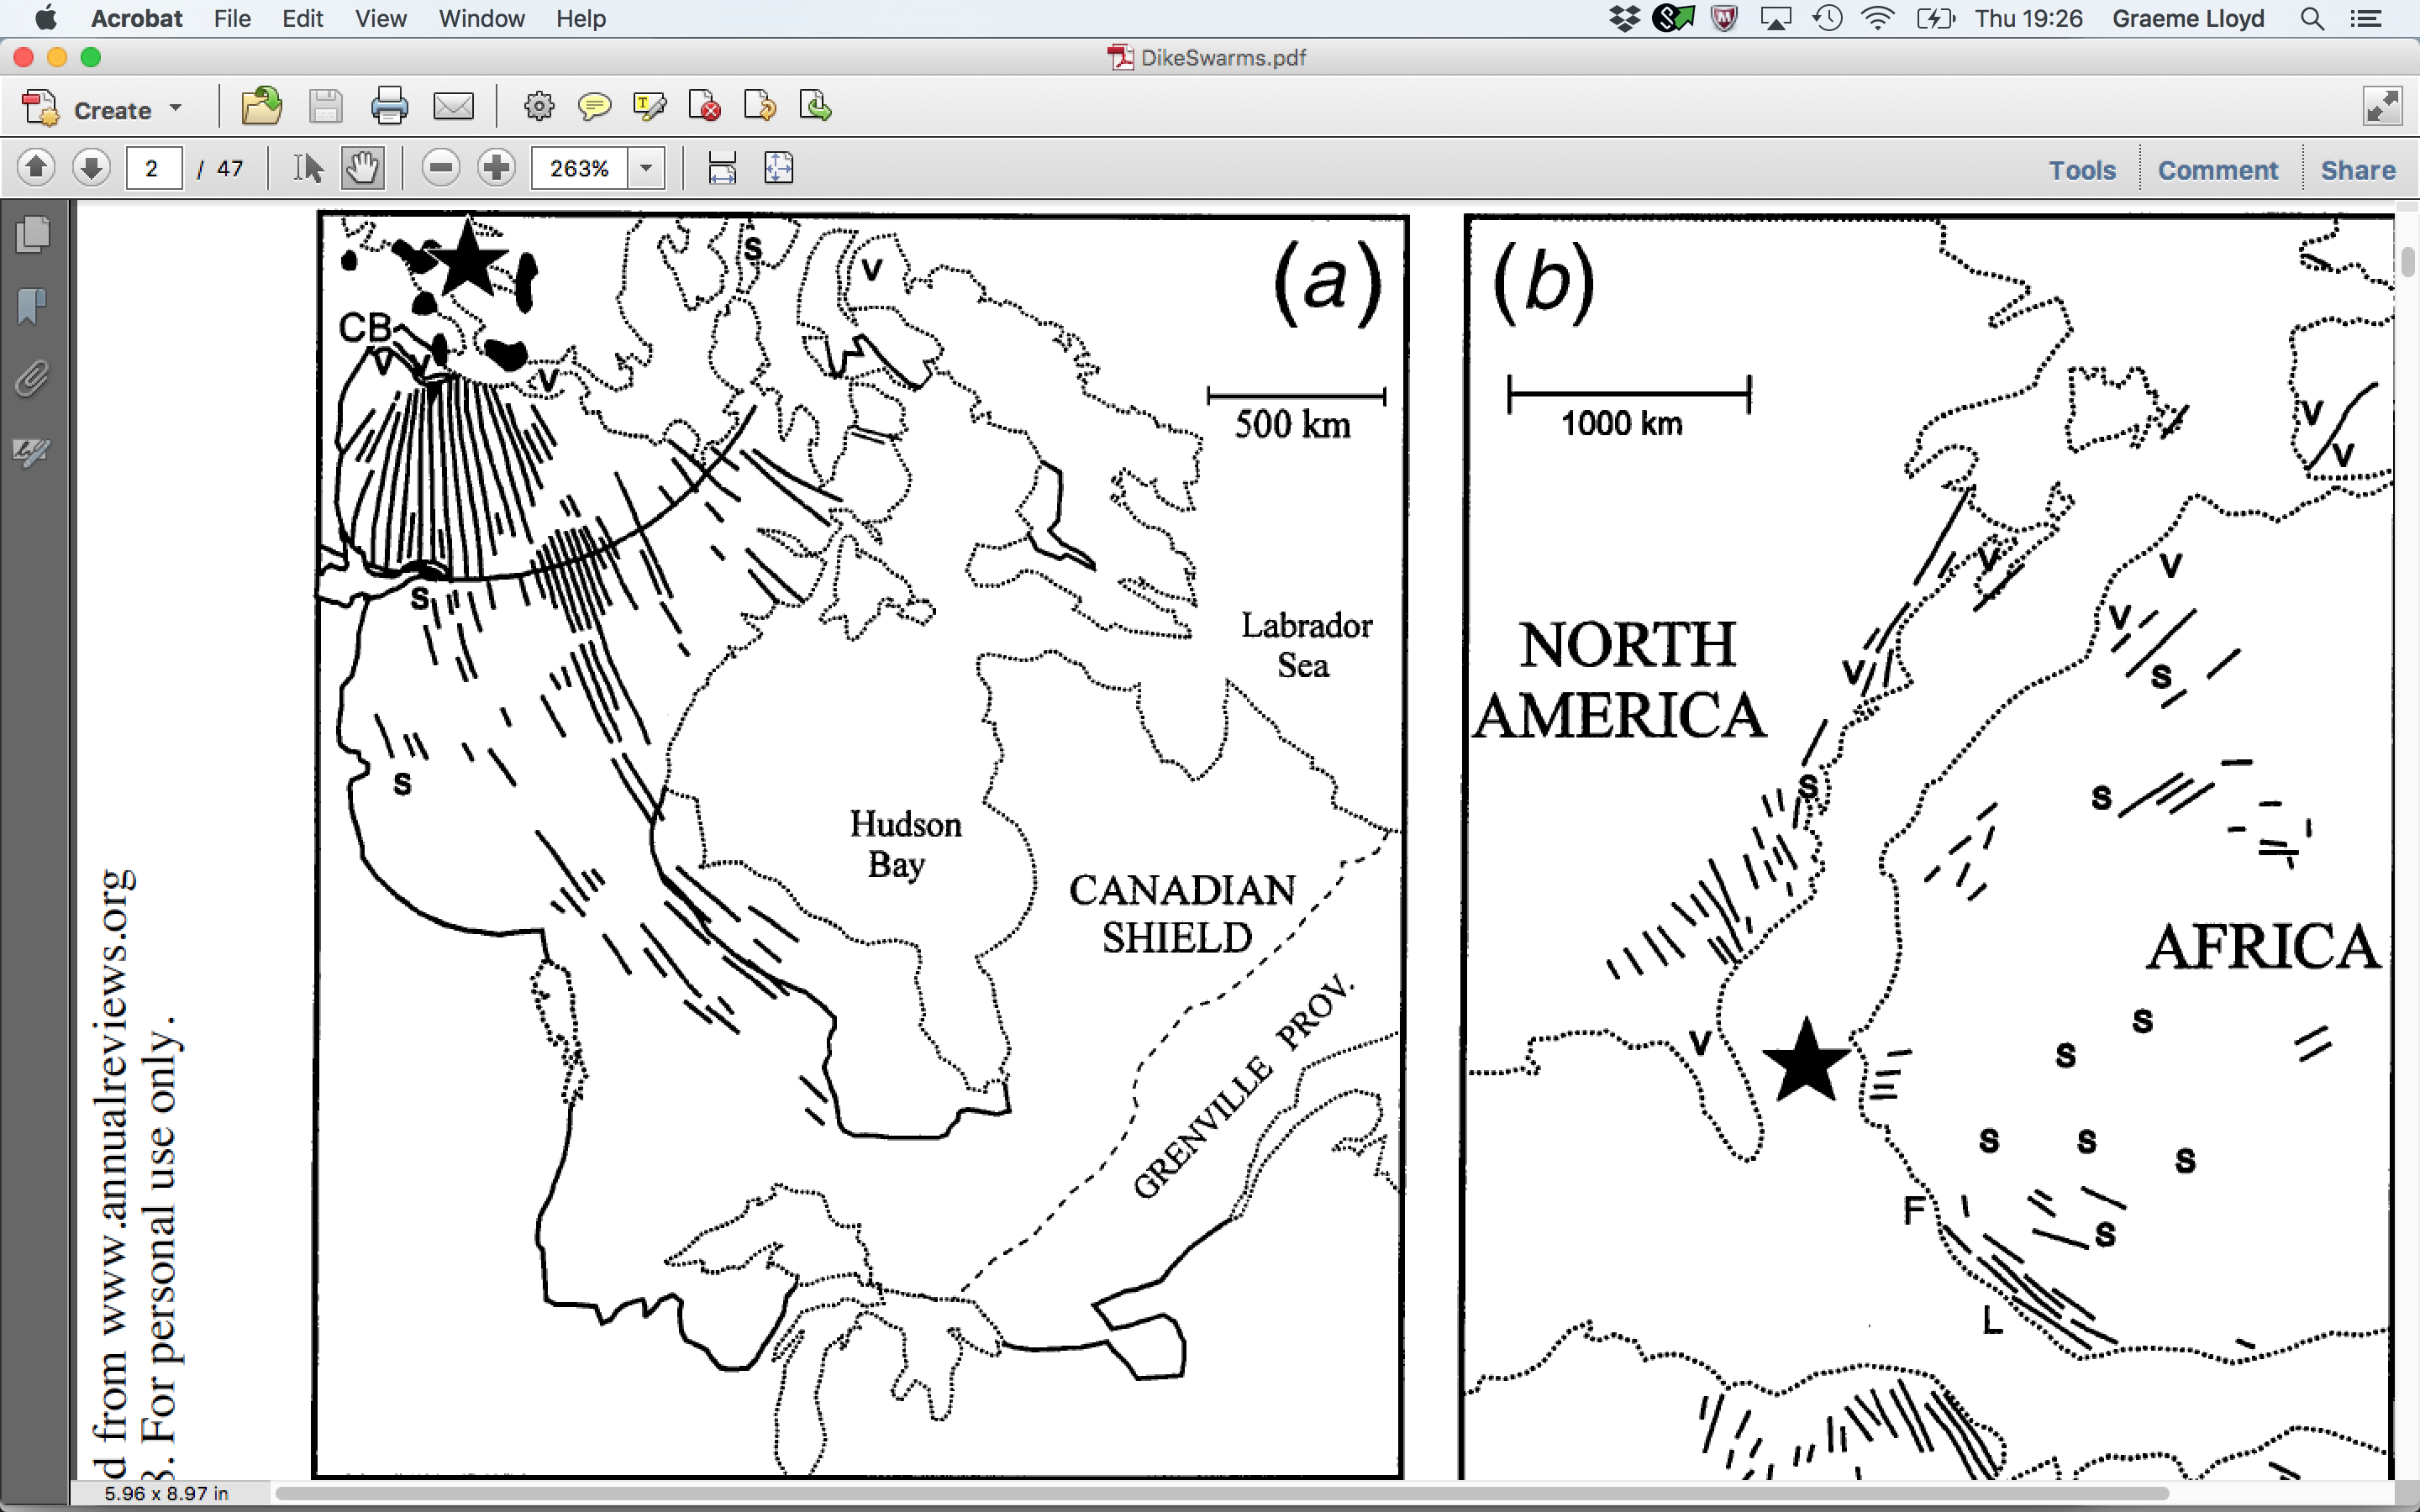 Acrobat File Edit View Window Help Thu 19:26 Graeme Lloyd
DikeSwarms.pdf
Create
2 / 47 263% Tools Comment Share
d from www.annualreviews.org
3. For personal use only.
(a)
S
V
CB
V
V
V
500 km
S
S
Labrador
Sea
Hudson
Bay
CANADIAN
SHIELD
GRENVILLE PROV.
(b)
1000 km
V
V
NORTH
AMERICA
V
V
V
S
V
S
S
AFRICA
S
V
S
S
S
S
F
S
L
5.96 x 8.97 in